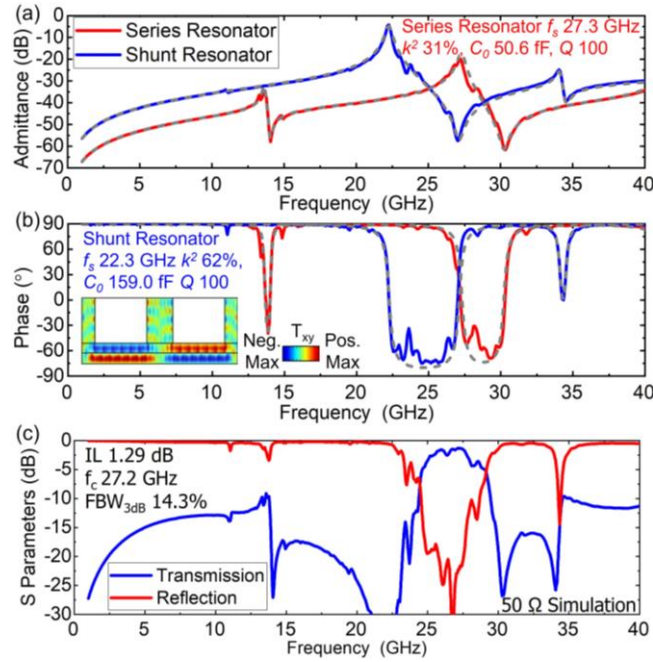 (a)
Admittance (dB)
0
-10
-20
-30
-40
-50
-60
-70
Series Resonator
Shunt Resonator
Series Resonator fs 27.3 GHz
k² 31%, C₀ 50.6 fF, Q 100
0 5 10 15 20 25 30 35 40
Frequency (GHz)
(b)
Phase (°)
90
60
30
0
-30
-60
-90
Shunt Resonator
fs 22.3 GHz k² 62%,
C₀ 159.0 fF Q 100
Neg. Txy Pos.
Max Max
0 5 10 15 20 25 30 35 40
Frequency (GHz)
(c)
S Parameters (dB)
0
-5
-10
-15
-20
-25
-30
IL 1.29 dB
fc 27.2 GHz
FBW3dB 14.3%
Transmission
Reflection
50 Ω Simulation
0 5 10 15 20 25 30 35 40
Frequency (GHz)